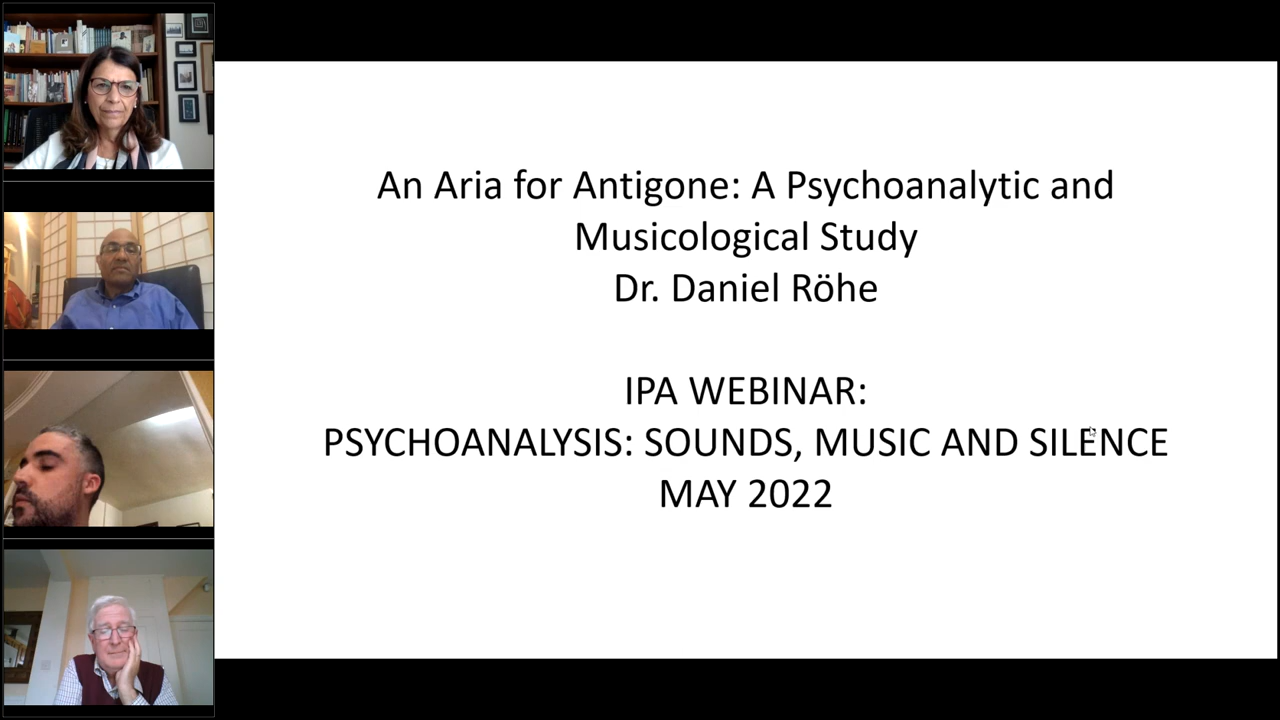 An Aria for Antigone: A Psychoanalytic and
Musicological Study
Dr. Daniel Röhe
IPA WEBINAR:
PSYCHOANALYSIS: SOUNDS, MUSIC AND SILENCE
MAY 2022